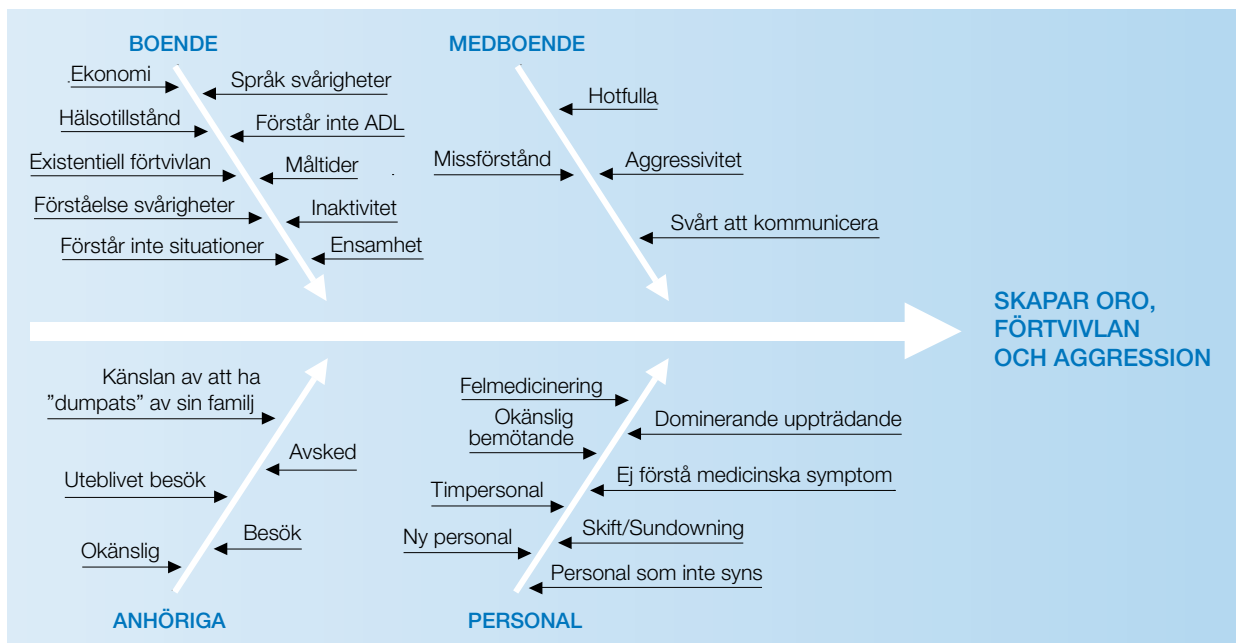 BOENDE
Ekonomi
Språk svårigheter
Hälsotillstånd
Förstår inte ADL
Existentiell förtvivlan
Måltider
Förståelse svårigheter
Inaktivitet
Förstår inte situationer
Ensamhet
MEDBOENDE
Hotfulla
Missförstånd
Aggressivitet
Svårt att kommunicera
SKAPAR ORO,
FÖRTVIVLAN
OCH AGGRESSION
Känslan av att ha
”dumpats” av sin familj
Avsked
Uteblivet besök
Besök
Okänslig
ANHÖRIGA
Felmedicinering
Dominerande uppträdande
Okänslig
bemötande
Ej förstå medicinska symptom
Timpersonal
Skift/Sundowning
Ny personal
Personal som inte syns
PERSONAL